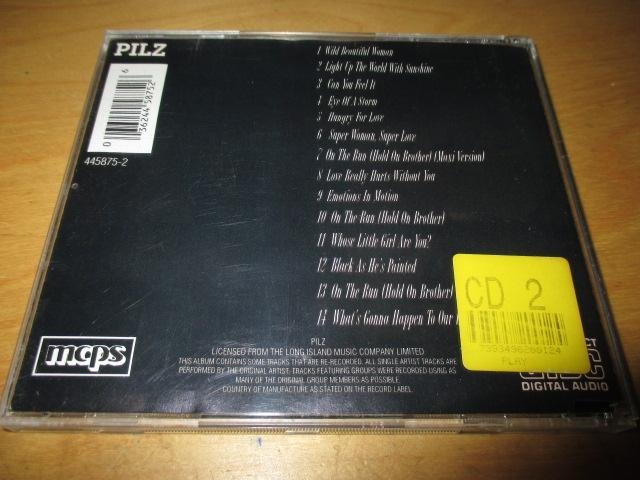 PILZ
0 36244 58752 6
445875-2
1 Wild Beautiful Women
2 Light Up The World With Sunshine
3 Can You Feel It
4 Eye Of A Storm
5 Hungry For Love
6 Super Woman, Super Love
7 On The Run (Hold On Brother) (Maxi Version)
8 Love Really Hurts Without You
9 Emotions In Motion
10 On The Run (Hold On Brother)
11 Whose Little Girl Are You?
12 Black As He's Painted
13 On The Run (Hold On Brother)
14 What's Gonna Happen To Our
CD 2
PLAY
mcps
PILZ
LICENSED FROM THE LONG ISLAND MUSIC COMPANY LIMITED
THIS ALBUM CONTAINS SOME TRACKS THAT ARE RE-RECORDED. ALL SINGLE ARTIST TRACKS ARE
PERFORMED BY THE ORIGINAL ARTIST: TRACKS FEATURING GROUPS WERE RECORDED USING AS
MANY OF THE ORIGINAL GROUP MEMBERS AS POSSIBLE.
COUNTRY OF MANUFACTURE AS STATED ON THE RECORD LABEL.
DIGITAL AUDIO